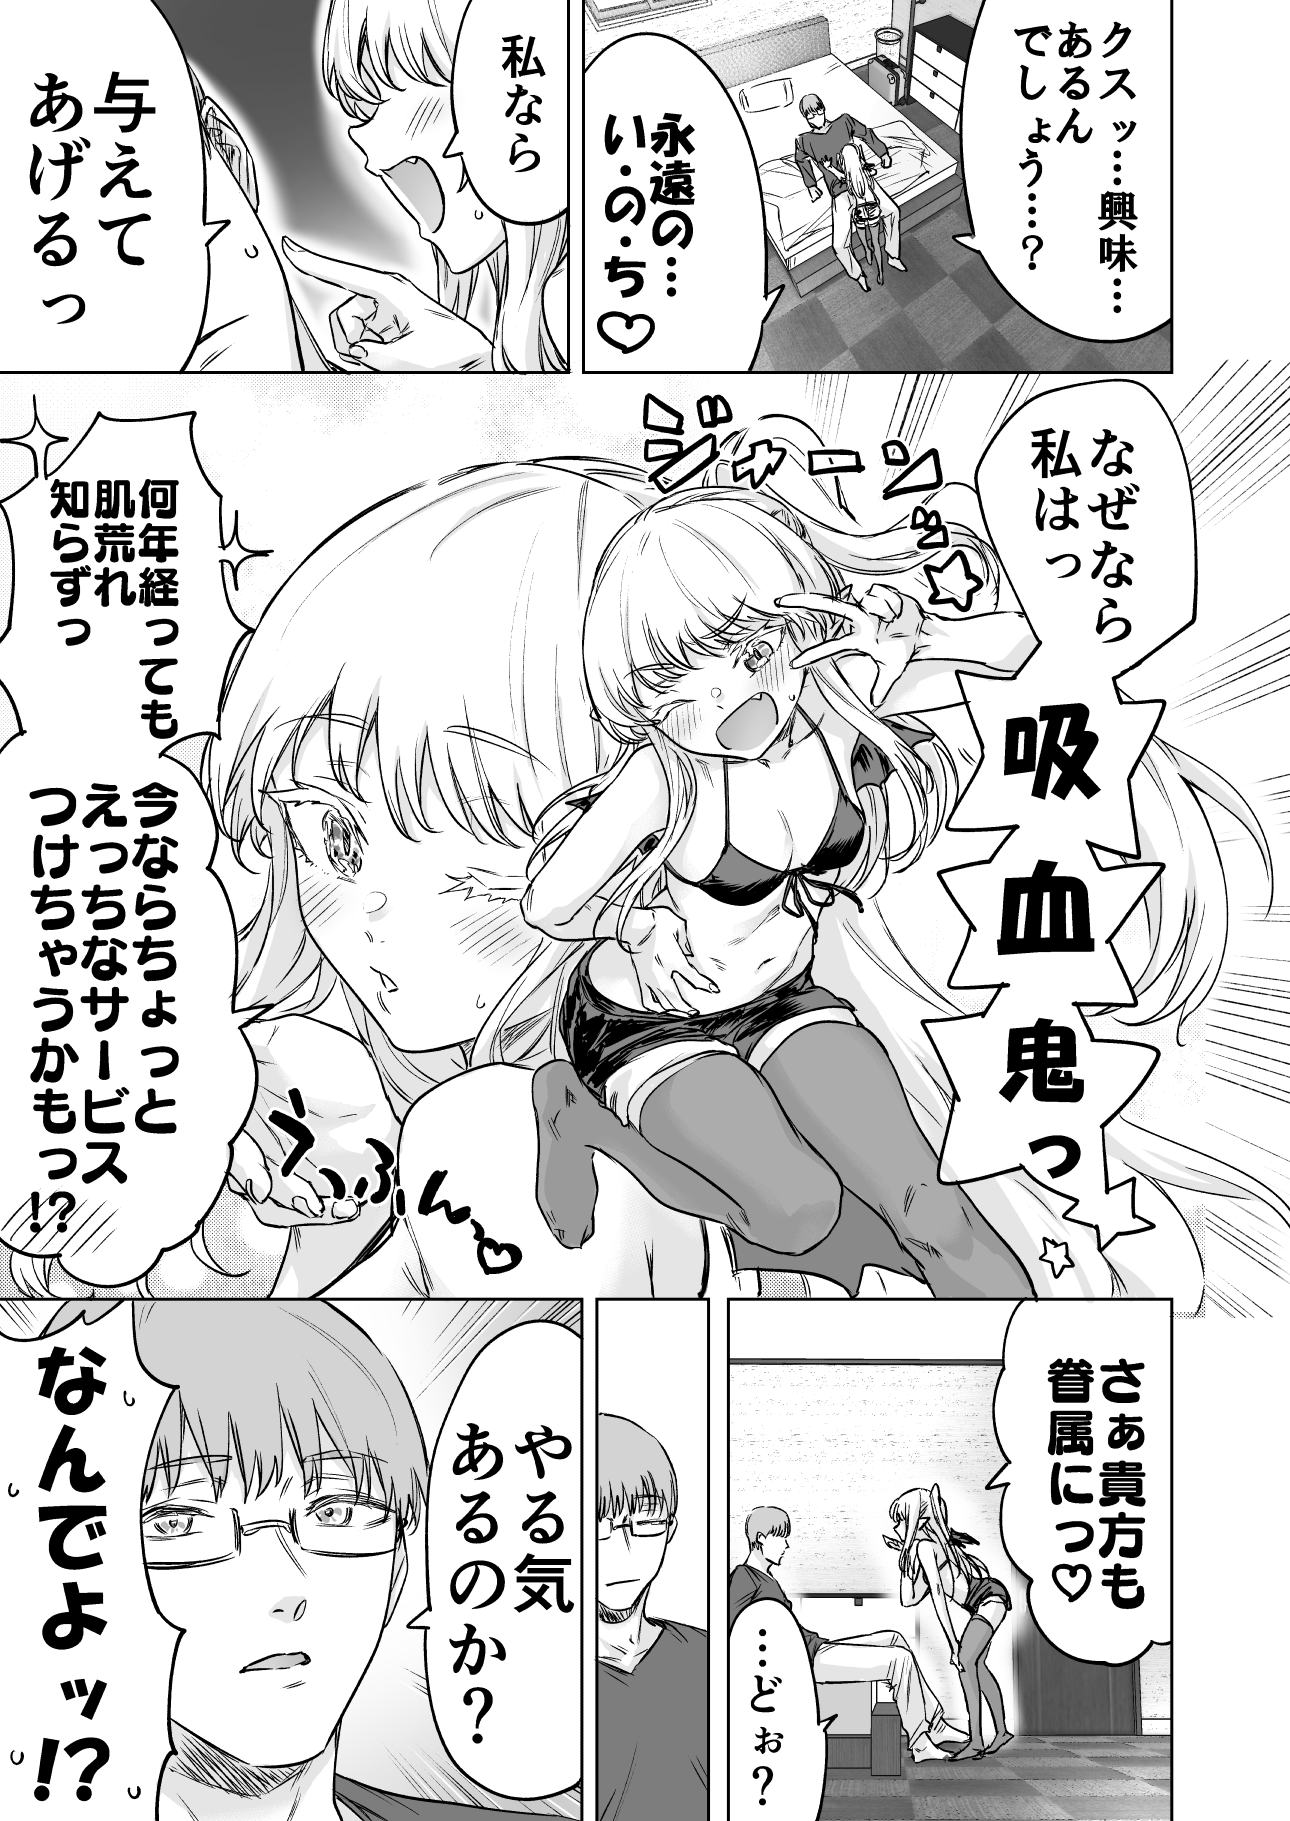 クスッ…興味…
あるん
でしょう…？
永遠の…
い・の・ち♡
私なら
与えて
あげるっ
なぜなら
私はっ
吸血鬼っ
ジャーンッ
何年経っても
肌荒れ
知らずっ
今ならちょっと
えっちなサービス
つけちゃうかもっ!?
うっふ～ん♡
さぁ貴方も
眷属にっ♡
…どぉ？
やる気
あるのか？
なんでよッ!?